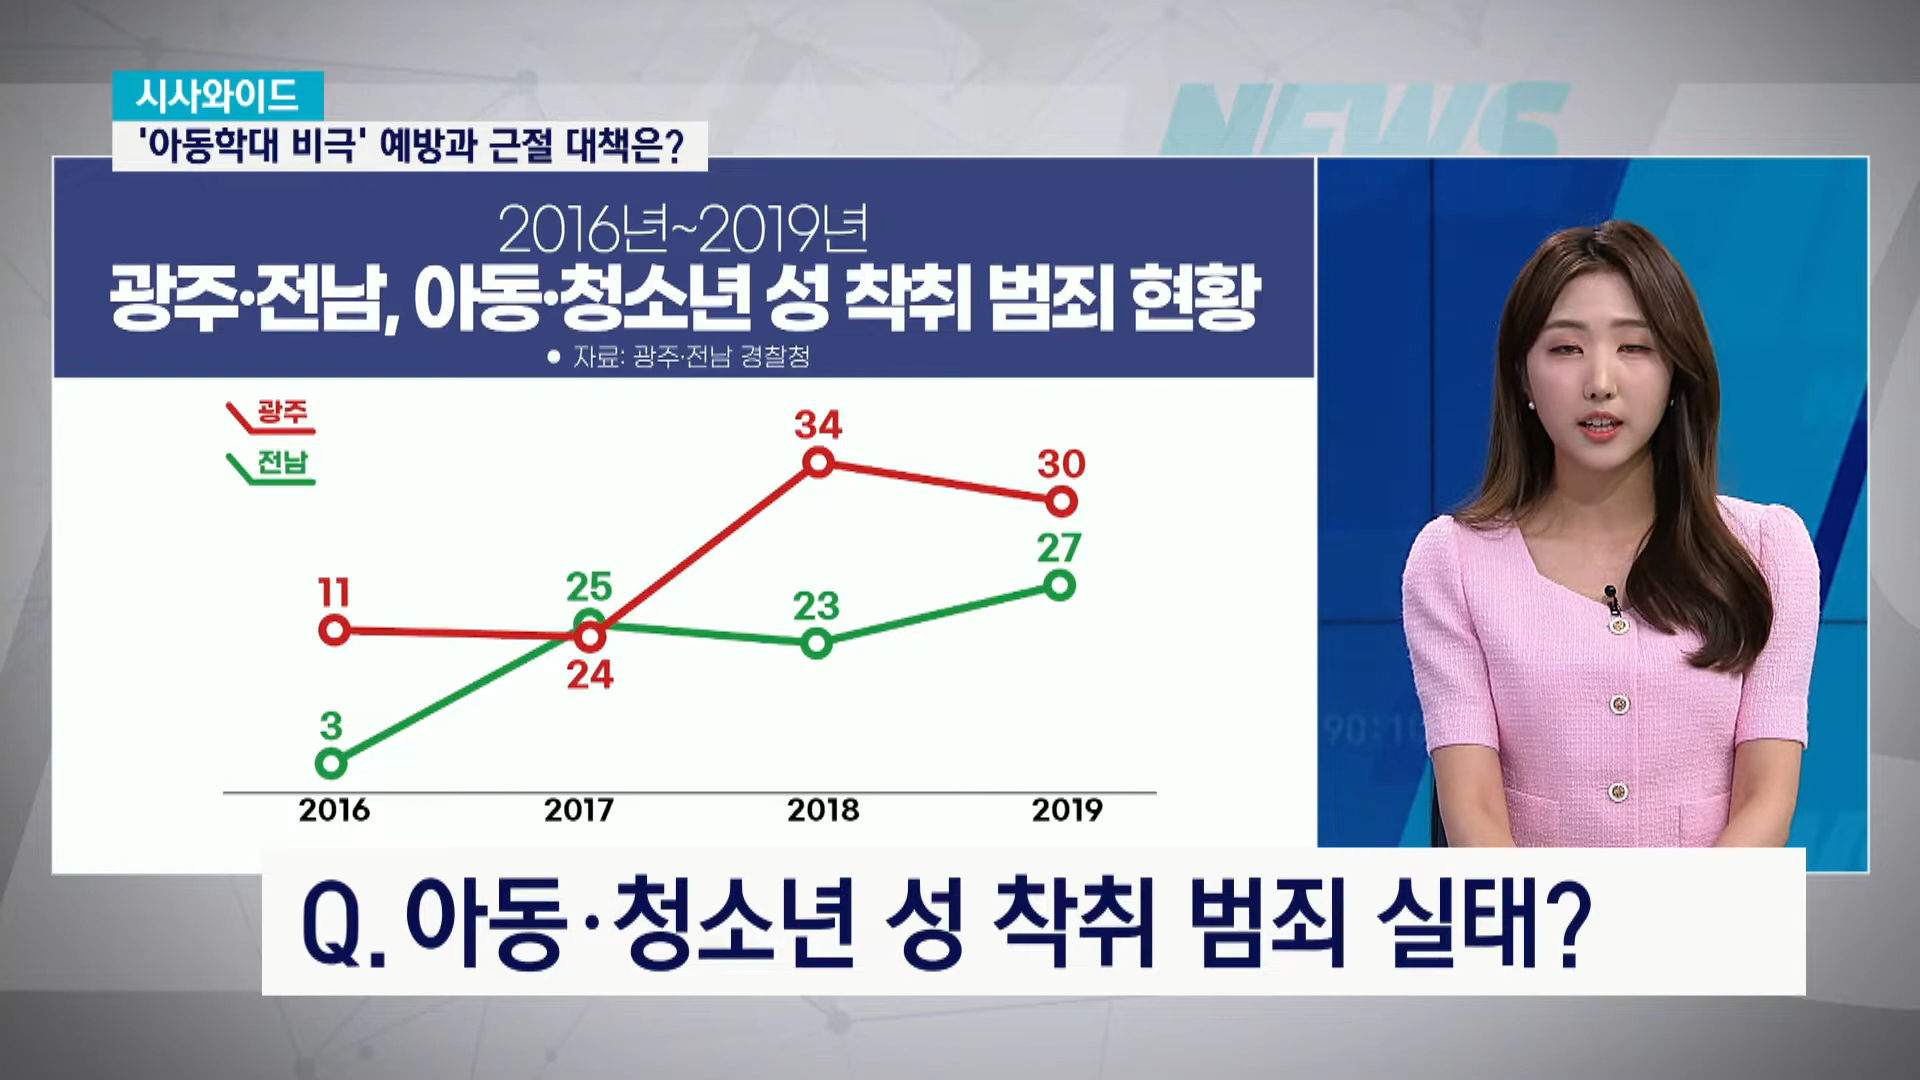 시사와이드
NEWS
'아동학대 비극' 예방과 근절 대책은?
2016년~2019년
광주·전남, 아동·청소년 성 착취 범죄 현황
● 자료: 광주·전남 경찰청
광주
전남
34
30
27
11
25
23
24
3
2016 2017 2018 2019
90:10
Q. 아동·청소년 성 착취 범죄 실태?